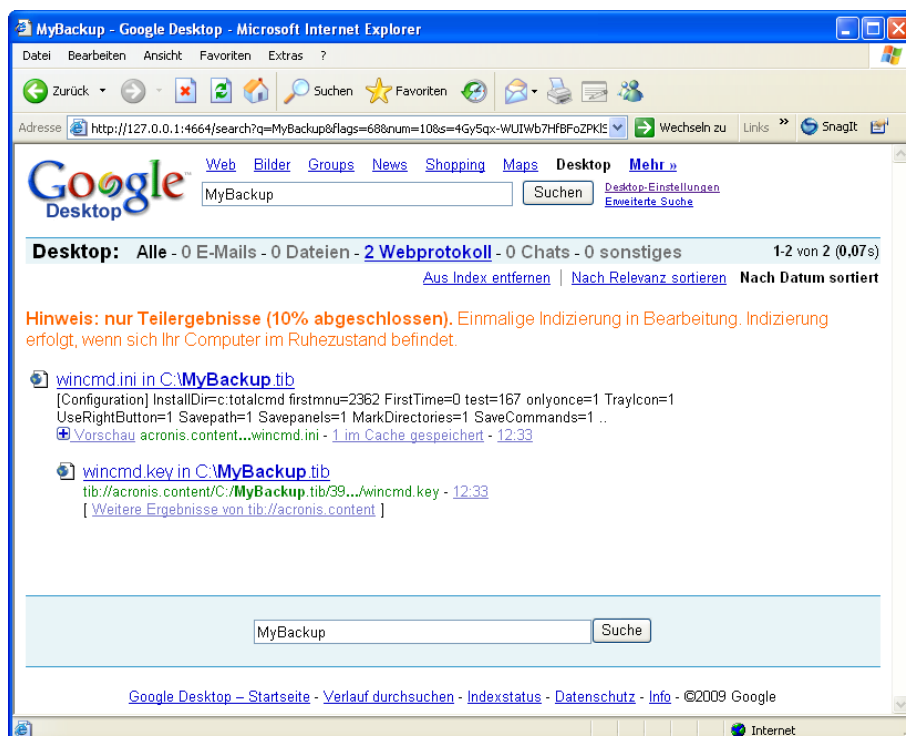 MyBackup - Google Desktop - Microsoft Internet Explorer
Datei Bearbeiten Ansicht Favoriten Extras ?
Zurück Suchen Favoriten
Adresse http://127.0.0.1:4664/search?q=MyBackup&flags=68&num=10&s=4Gy5qx-WUIWb7HfBFoZPKlS Wechseln zu Links » SnagIt
Google Desktop
Web Bilder Groups News Shopping Maps Desktop Mehr »
MyBackup Suchen Desktop-Einstellungen
Erweiterte Suche
Desktop: Alle - 0 E-Mails - 0 Dateien - 2 Webprotokoll - 0 Chats - 0 sonstiges 1-2 von 2 (0,07s)
Aus Index entfernen | Nach Relevanz sortieren Nach Datum sortiert
Hinweis: nur Teilergebnisse (10% abgeschlossen). Einmalige Indizierung in Bearbeitung. Indizierung
erfolgt, wenn sich Ihr Computer im Ruhezustand befindet.
wincmd.ini in C:\MyBackup.tib
[Configuration] InstallDir=c:totalcmd firstmnu=2362 FirstTime=0 test=167 onlyonce=1 TrayIcon=1
UseRightButton=1 Savepath=1 Savepanels=1 MarkDirectories=1 SaveCommands=1 ..
Vorschau acronis.content...wincmd.ini - 1 im Cache gespeichert - 12:33
wincmd.key in C:\MyBackup.tib
tib://acronis.content/C:/MyBackup.tib/39.../wincmd.key - 12:33
[ Weitere Ergebnisse von tib://acronis.content ]
MyBackup Suche
Google Desktop – Startseite - Verlauf durchsuchen - Indexstatus - Datenschutz - Info - ©2009 Google
Internet